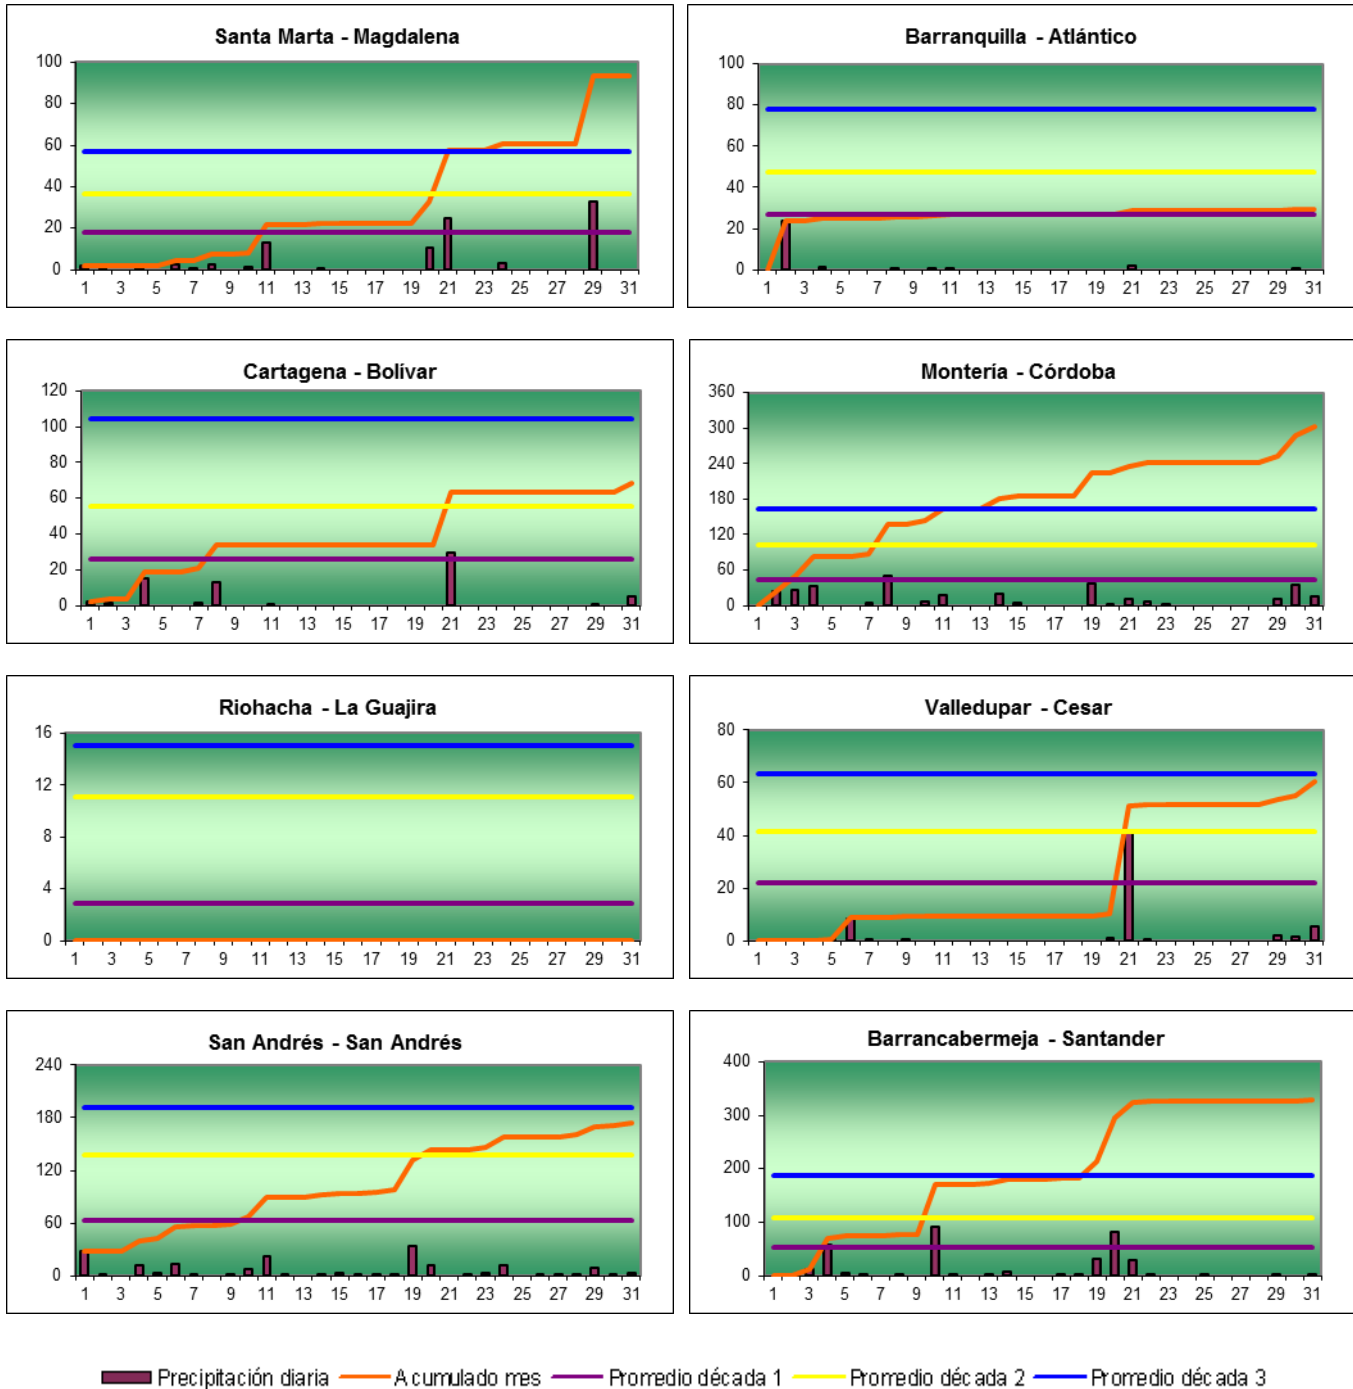 Santa Marta - Magdalena
100
80
60
40
20
0
1 3 5 7 9 11 13 15 17 19 21 23 25 27 29 31
Barranquilla - Atlántico
100
80
60
40
20
0
1 3 5 7 9 11 13 15 17 19 21 23 25 27 29 31
Cartagena - Bolívar
120
100
80
60
40
20
0
1 3 5 7 9 11 13 15 17 19 21 23 25 27 29 31
Montería - Córdoba
360
300
240
180
120
60
0
1 3 5 7 9 11 13 15 17 19 21 23 25 27 29 31
Riohacha - La Guajira
16
12
8
4
0
1 3 5 7 9 11 13 15 17 19 21 23 25 27 29 31
Valledupar - Cesar
80
60
40
20
0
1 3 5 7 9 11 13 15 17 19 21 23 25 27 29 31
San Andrés - San Andrés
240
180
120
60
0
1 3 5 7 9 11 13 15 17 19 21 23 25 27 29 31
Barrancabermeja - Santander
400
300
200
100
0
1 3 5 7 9 11 13 15 17 19 21 23 25 27 29 31
Precipitación diaria Acumulado mes Promedio década 1 Promedio década 2 Promedio década 3